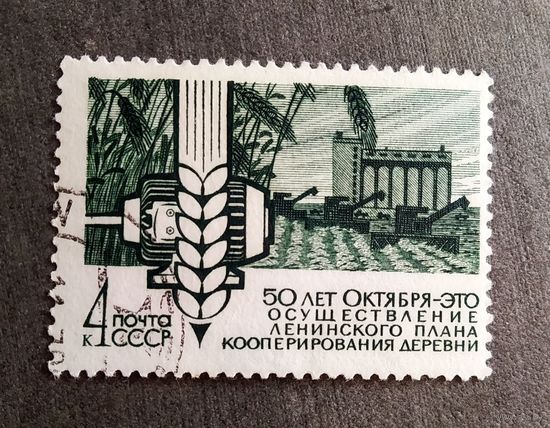 50 ЛЕТ ОКТЯБРЯ-ЭТО
ОСУЩЕСТВЛЕНИЕ
ЛЕНИНСКОГО ПЛАНА
КООПЕРИРОВАНИЯ ДЕРЕВНИ
4 К
ПОЧТА
СССР